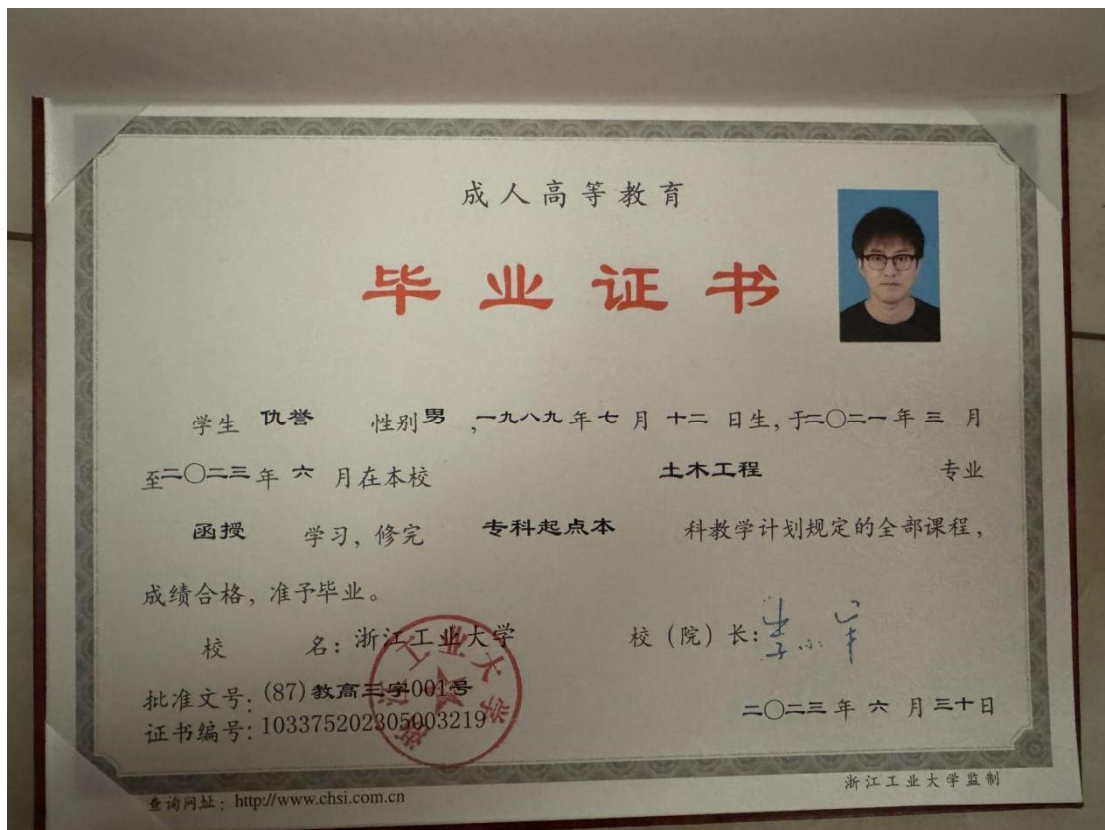 成人高等教育
毕业证书
学生 仇誉 性别 男 ,一九八九年 七 月 十二 日生, 于二〇二一年 三 月
至二〇二三年 六 月在本校 土木工程 专业
函授 学习, 修完 专科起点本 科教学计划规定的全部课程,
成绩合格, 准予毕业。
校 名: 浙江工业大学 校 (院) 长:
批准文号: (87)教高三字001号
证书编号: 103375202305003219 二〇二三年 六 月三十日
浙江工业大学
浙江工业大学监制
查询网址: http://www.chsi.com.cn